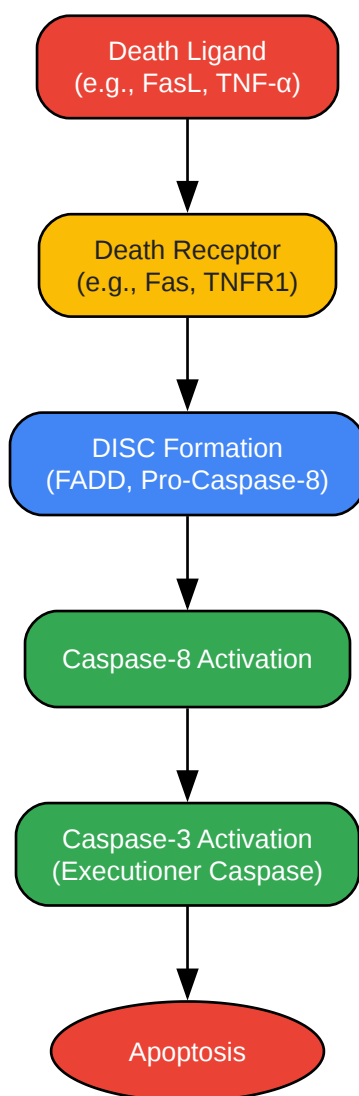 Death Ligand
(e.g., FasL, TNF-α)
Death Receptor
(e.g., Fas, TNFR1)
DISC Formation
(FADD, Pro-Caspase-8)
Caspase-8 Activation
Caspase-3 Activation
(Executioner Caspase)
Apoptosis